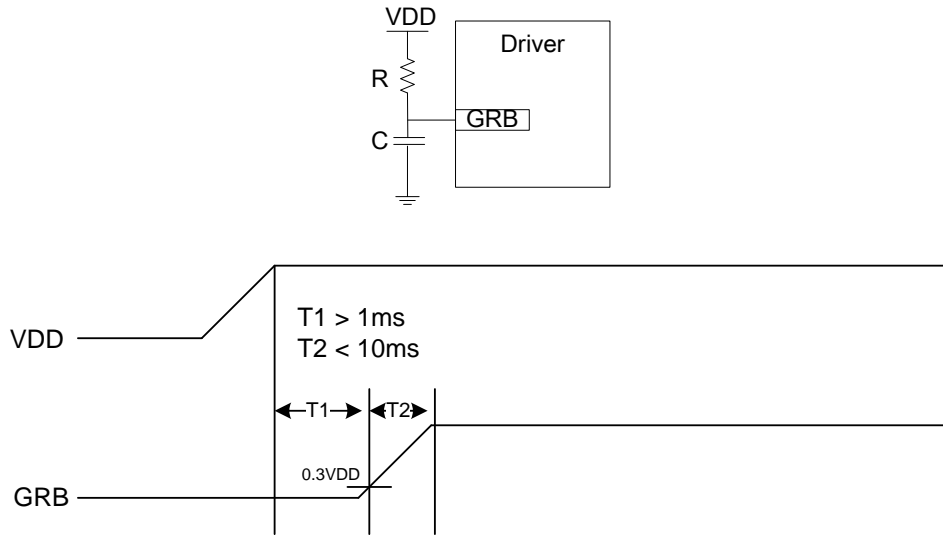 VDD
Driver
R
GRB
C
T1 > 1ms
T2 < 10ms
VDD
T1
T2
0.3VDD
GRB